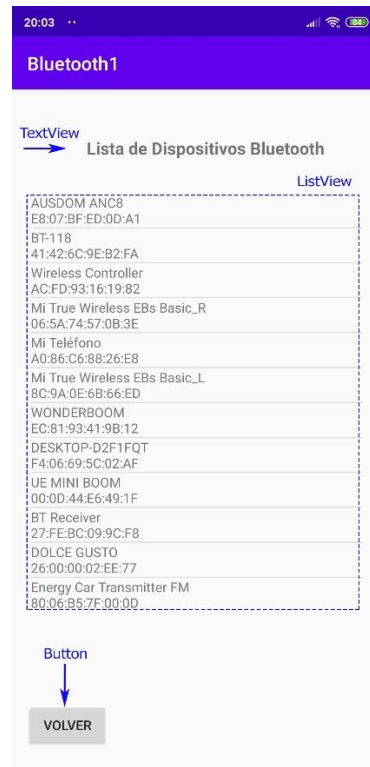 20:03
84
Bluetooth1
TextView
Lista de Dispositivos Bluetooth
ListView
AUSDOM ANC8
E8:07:BF:ED:0D:A1
BT-118
41:42:6C:9E:B2:FA
Wireless Controller
AC:FD:93:16:19:82
Mi True Wireless EBs Basic_R
06:5A:74:57:0B:3E
Mi Teléfono
A0:86:C6:88:26:E8
Mi True Wireless EBs Basic_L
8C:9A:0E:6B:66:ED
WONDERBOOM
EC:81:93:41:9B:12
DESKTOP-D2F1FQT
F4:06:69:5C:02:AF
UE MINI BOOM
00:0D:44:E6:49:1F
BT Receiver
27:FE:BC:09:9C:F8
DOLCE GUSTO
26:00:00:02:EE:77
Energy Car Transmitter FM
80:06:B5:7F:00:0D
Button
VOLVER